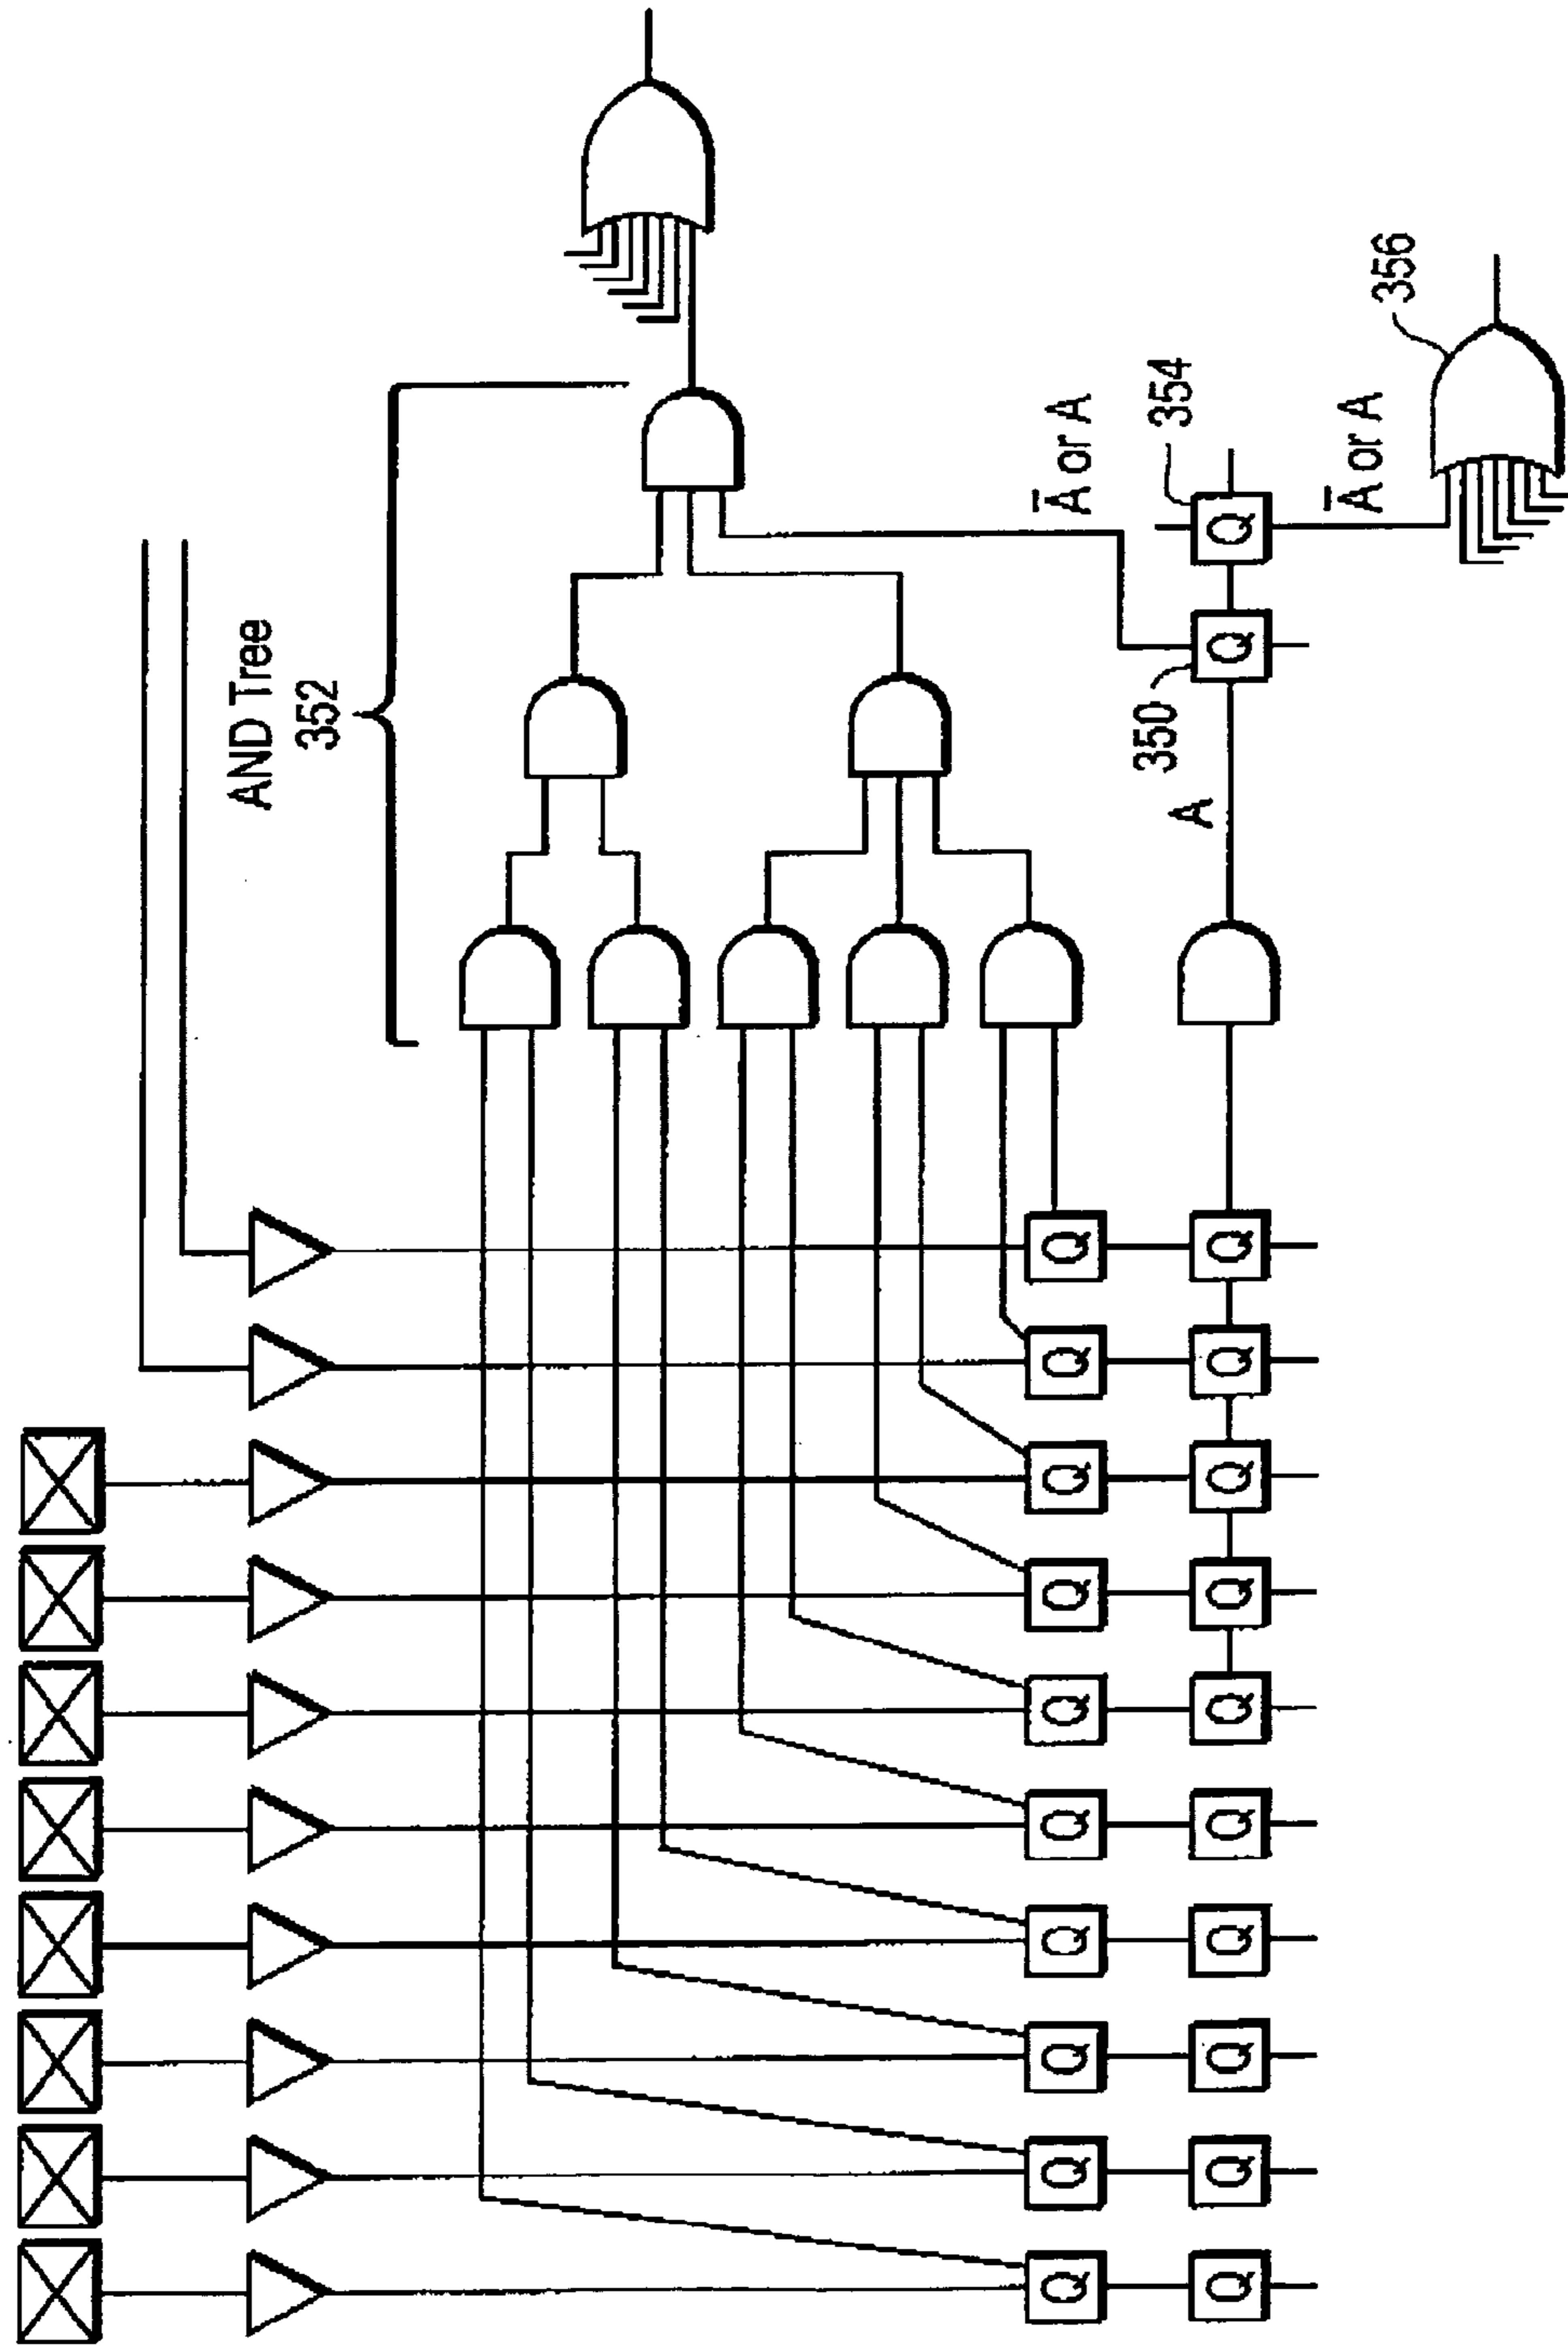 AND Tree
352
Q Q Q Q Q Q Q Q Q Q
A̅ or A
350
354
A
Q Q Q Q Q Q Q Q Q Q Q Q
A̅ or A
356